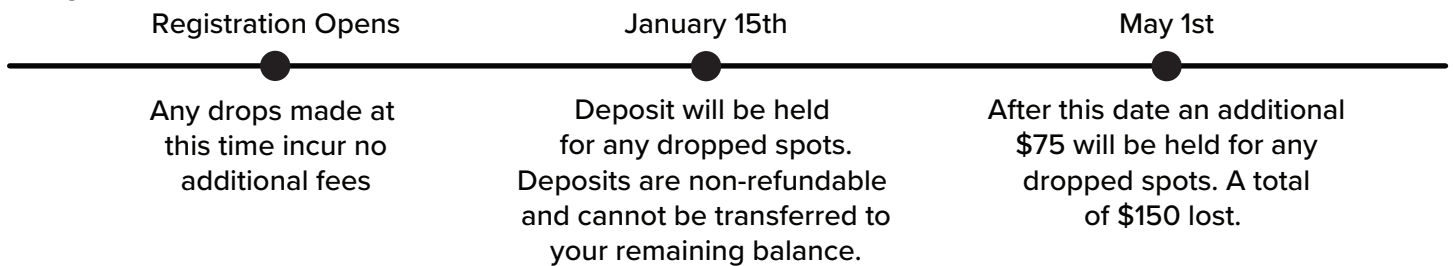 Registration Opens
Any drops made at
this time incur no
additional fees
January 15th
Deposit will be held
for any dropped spots.
Deposits are non-refundable
and cannot be transferred to
your remaining balance.
May 1st
After this date an additional
$75 will be held for any
dropped spots. A total
of $150 lost.